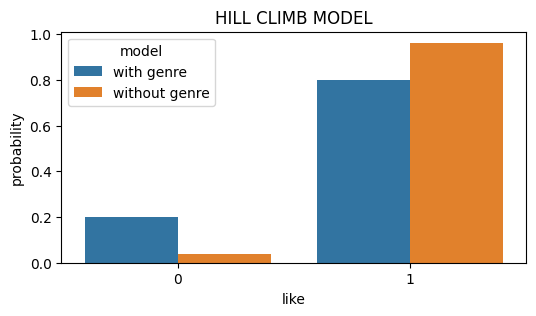 HILL CLIMB MODEL
model
with genre
without genre
probability
1.0
0.8
0.6
0.4
0.2
0.0
0
1
like